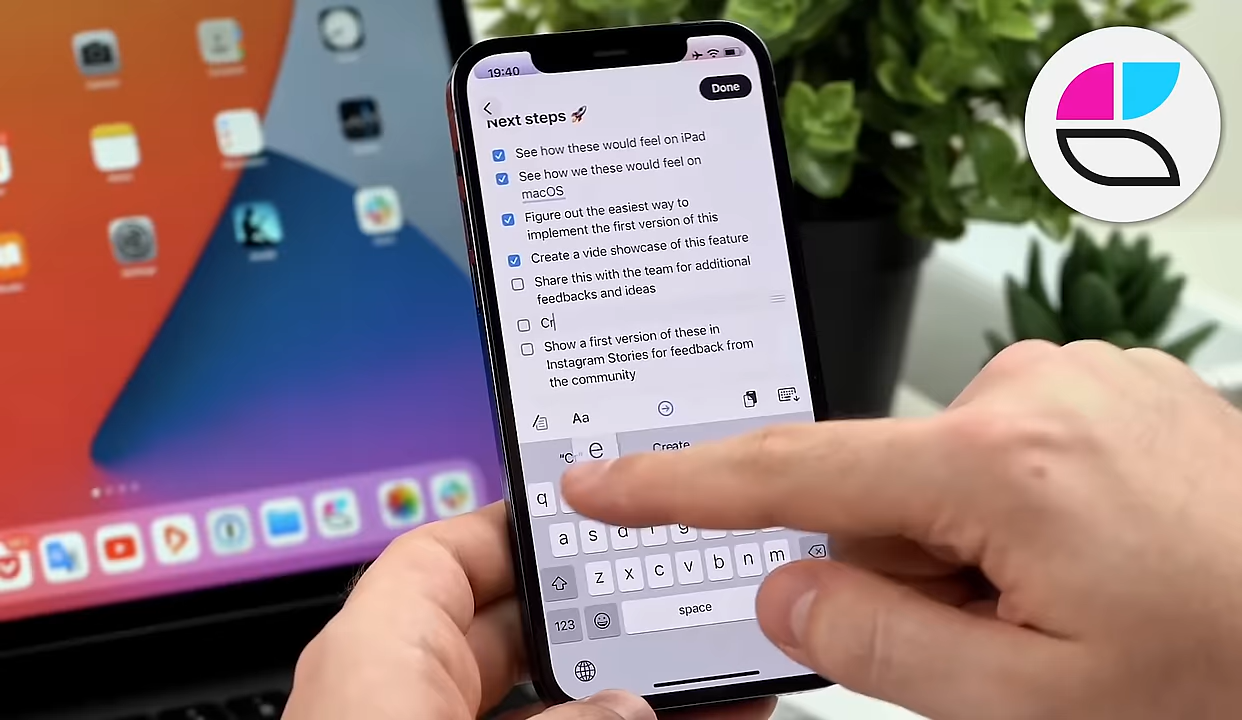 19:40
Done
Next steps 🚀
See how these would feel on iPad
See how we these would feel on
macOS
Figure out the easiest way to
implement the first version of this
Create a vide showcase of this feature
Share this with the team for additional
feedbacks and ideas
Cr
Show a first version of these in
Instagram Stories for feedback from
the community
Aa
"Cr" e Create
q
a s d f g
z x c v b n m
123 space